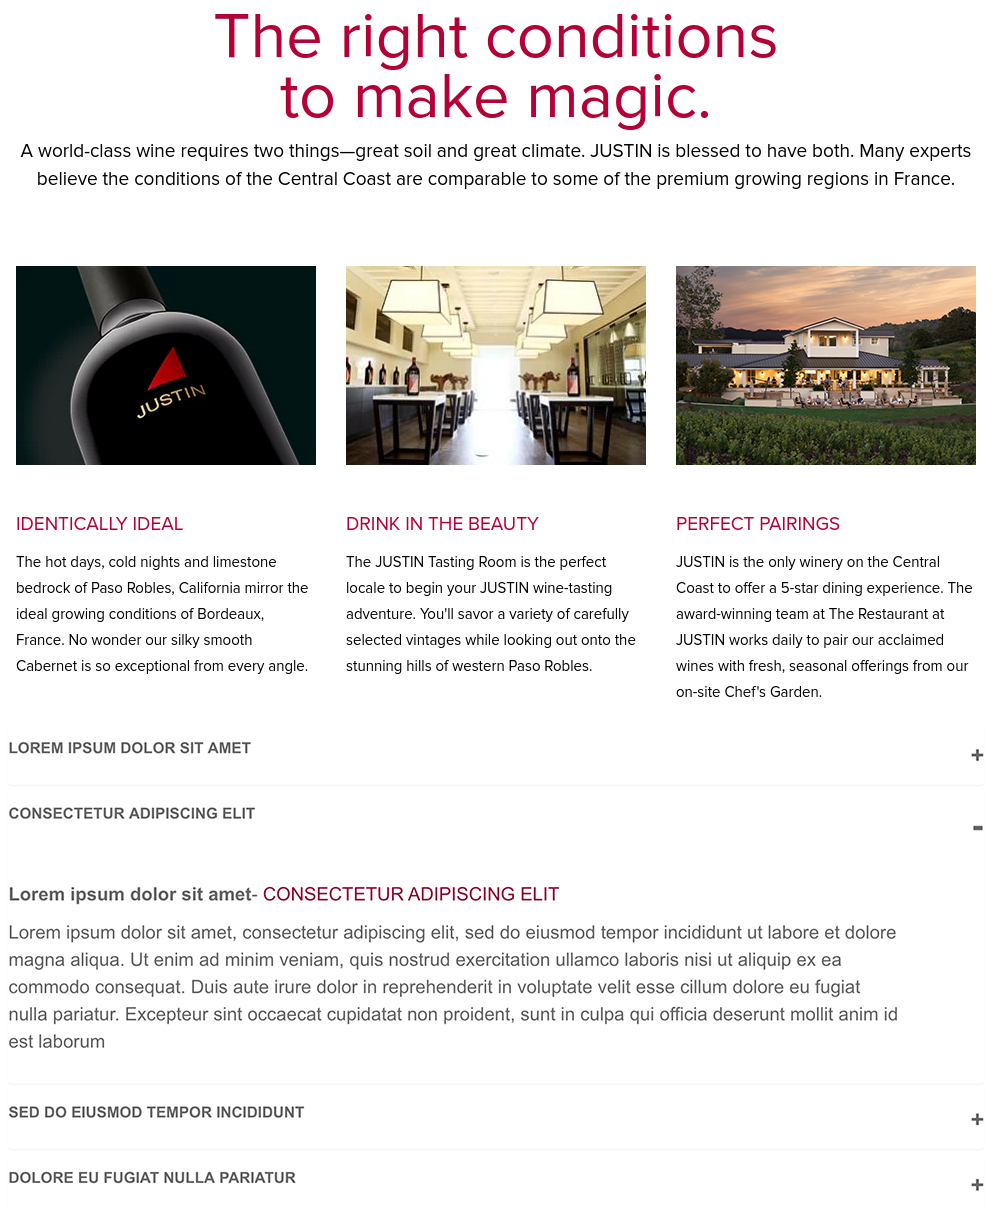 The right conditions
to make magic.
A world-class wine requires two things—great soil and great climate. JUSTIN is blessed to have both. Many experts
believe the conditions of the Central Coast are comparable to some of the premium growing regions in France.
JUSTIN
IDENTICALLY IDEAL
The hot days, cold nights and limestone
bedrock of Paso Robles, California mirror the
ideal growing conditions of Bordeaux,
France. No wonder our silky smooth
Cabernet is so exceptional from every angle.
DRINK IN THE BEAUTY
The JUSTIN Tasting Room is the perfect
locale to begin your JUSTIN wine-tasting
adventure. You'll savor a variety of carefully
selected vintages while looking out onto the
stunning hills of western Paso Robles.
PERFECT PAIRINGS
JUSTIN is the only winery on the Central
Coast to offer a 5-star dining experience. The
award-winning team at The Restaurant at
JUSTIN works daily to pair our acclaimed
wines with fresh, seasonal offerings from our
on-site Chef's Garden.
LOREM IPSUM DOLOR SIT AMET
+
CONSECTETUR ADIPISCING ELIT
-
Lorem ipsum dolor sit amet- CONSECTETUR ADIPISCING ELIT
Lorem ipsum dolor sit amet, consectetur adipiscing elit, sed do eiusmod tempor incididunt ut labore et dolore
magna aliqua. Ut enim ad minim veniam, quis nostrud exercitation ullamco laboris nisi ut aliquip ex ea
commodo consequat. Duis aute irure dolor in reprehenderit in voluptate velit esse cillum dolore eu fugiat
nulla pariatur. Excepteur sint occaecat cupidatat non proident, sunt in culpa qui officia deserunt mollit anim id
est laborum
SED DO EIUSMOD TEMPOR INCIDIDUNT
+
DOLORE EU FUGIAT NULLA PARIATUR
+